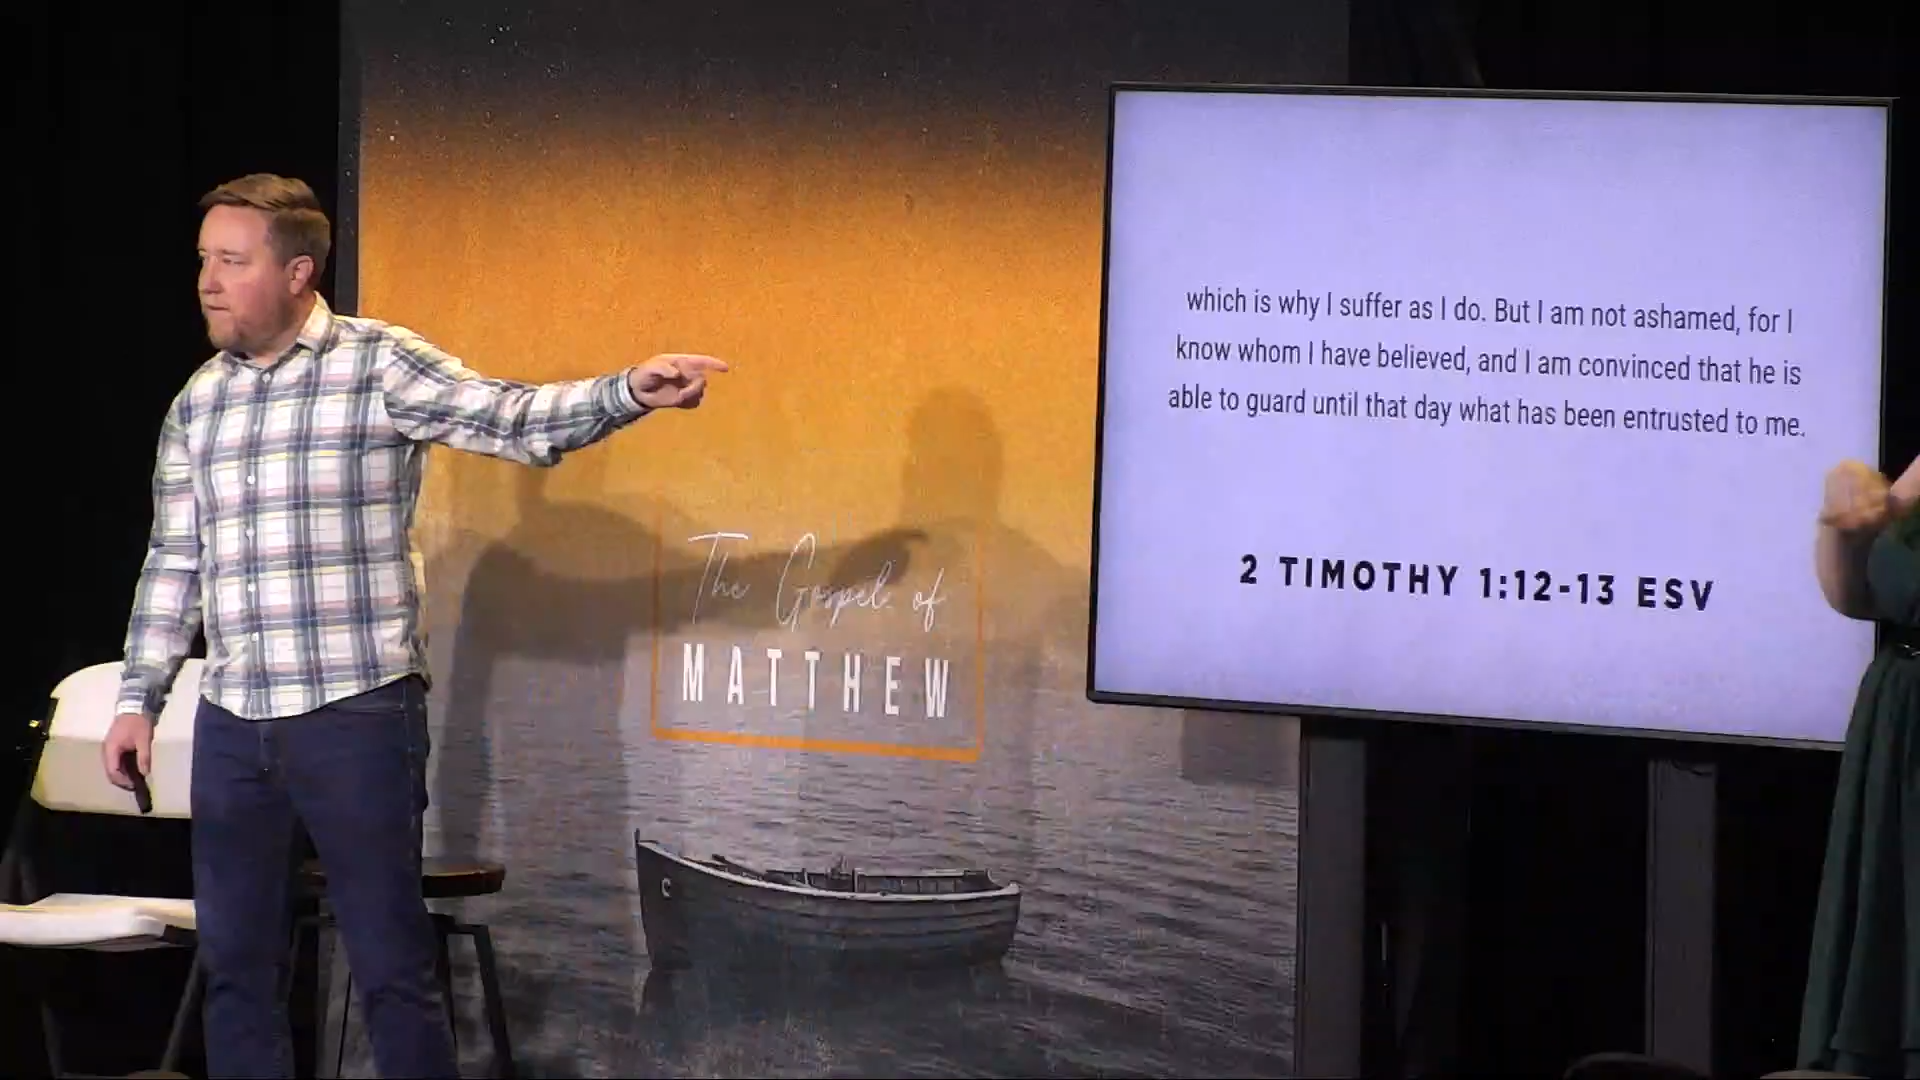 The Gospel of
MATTHEW
C
which is why I suffer as I do. But I am not ashamed, for I
know whom I have believed, and I am convinced that he is
able to guard until that day what has been entrusted to me.
2 TIMOTHY 1:12-13 ESV